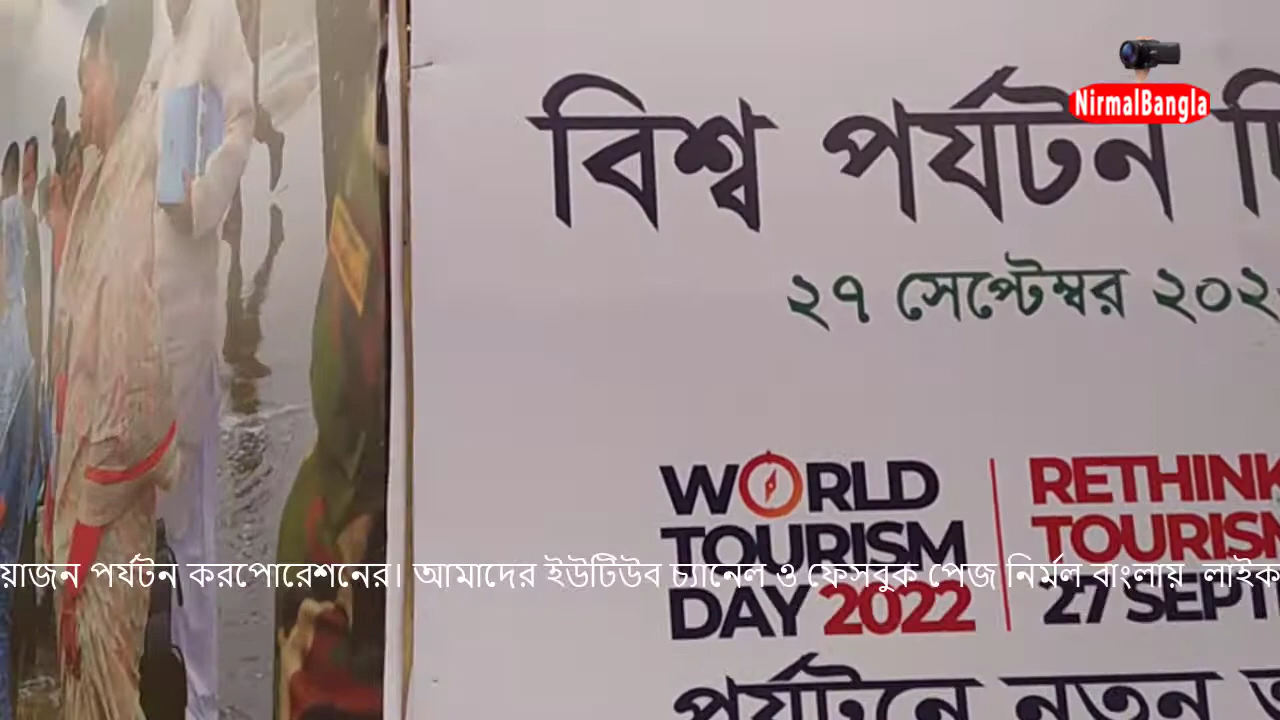 NirmalBangla
বিশ্ব পর্যটন
২৭ সেপ্টেম্বর
WORLD
TOURISM
DAY 2022
RETHINK
TOURISM
27 SEPT
করপোরেশনের। আমাদের ইউটিউব চ্যানেল ও ফেসবুক পেজ নির্মল বাংলায় লাইক
পর্যটনে নতুন